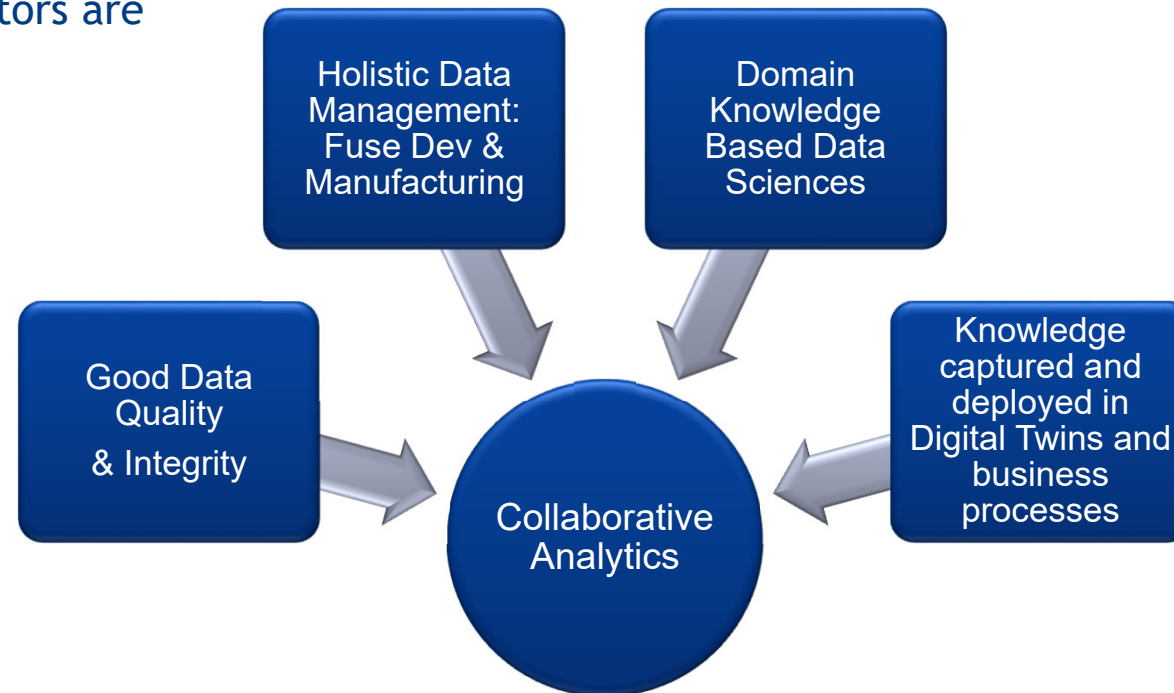 tors are
Holistic Data
Management:
Fuse Dev &
Manufacturing
Domain
Knowledge
Based Data
Sciences
Good Data
Quality
& Integrity
Knowledge
captured and
deployed in
Digital Twins and
business
processes
Collaborative
Analytics